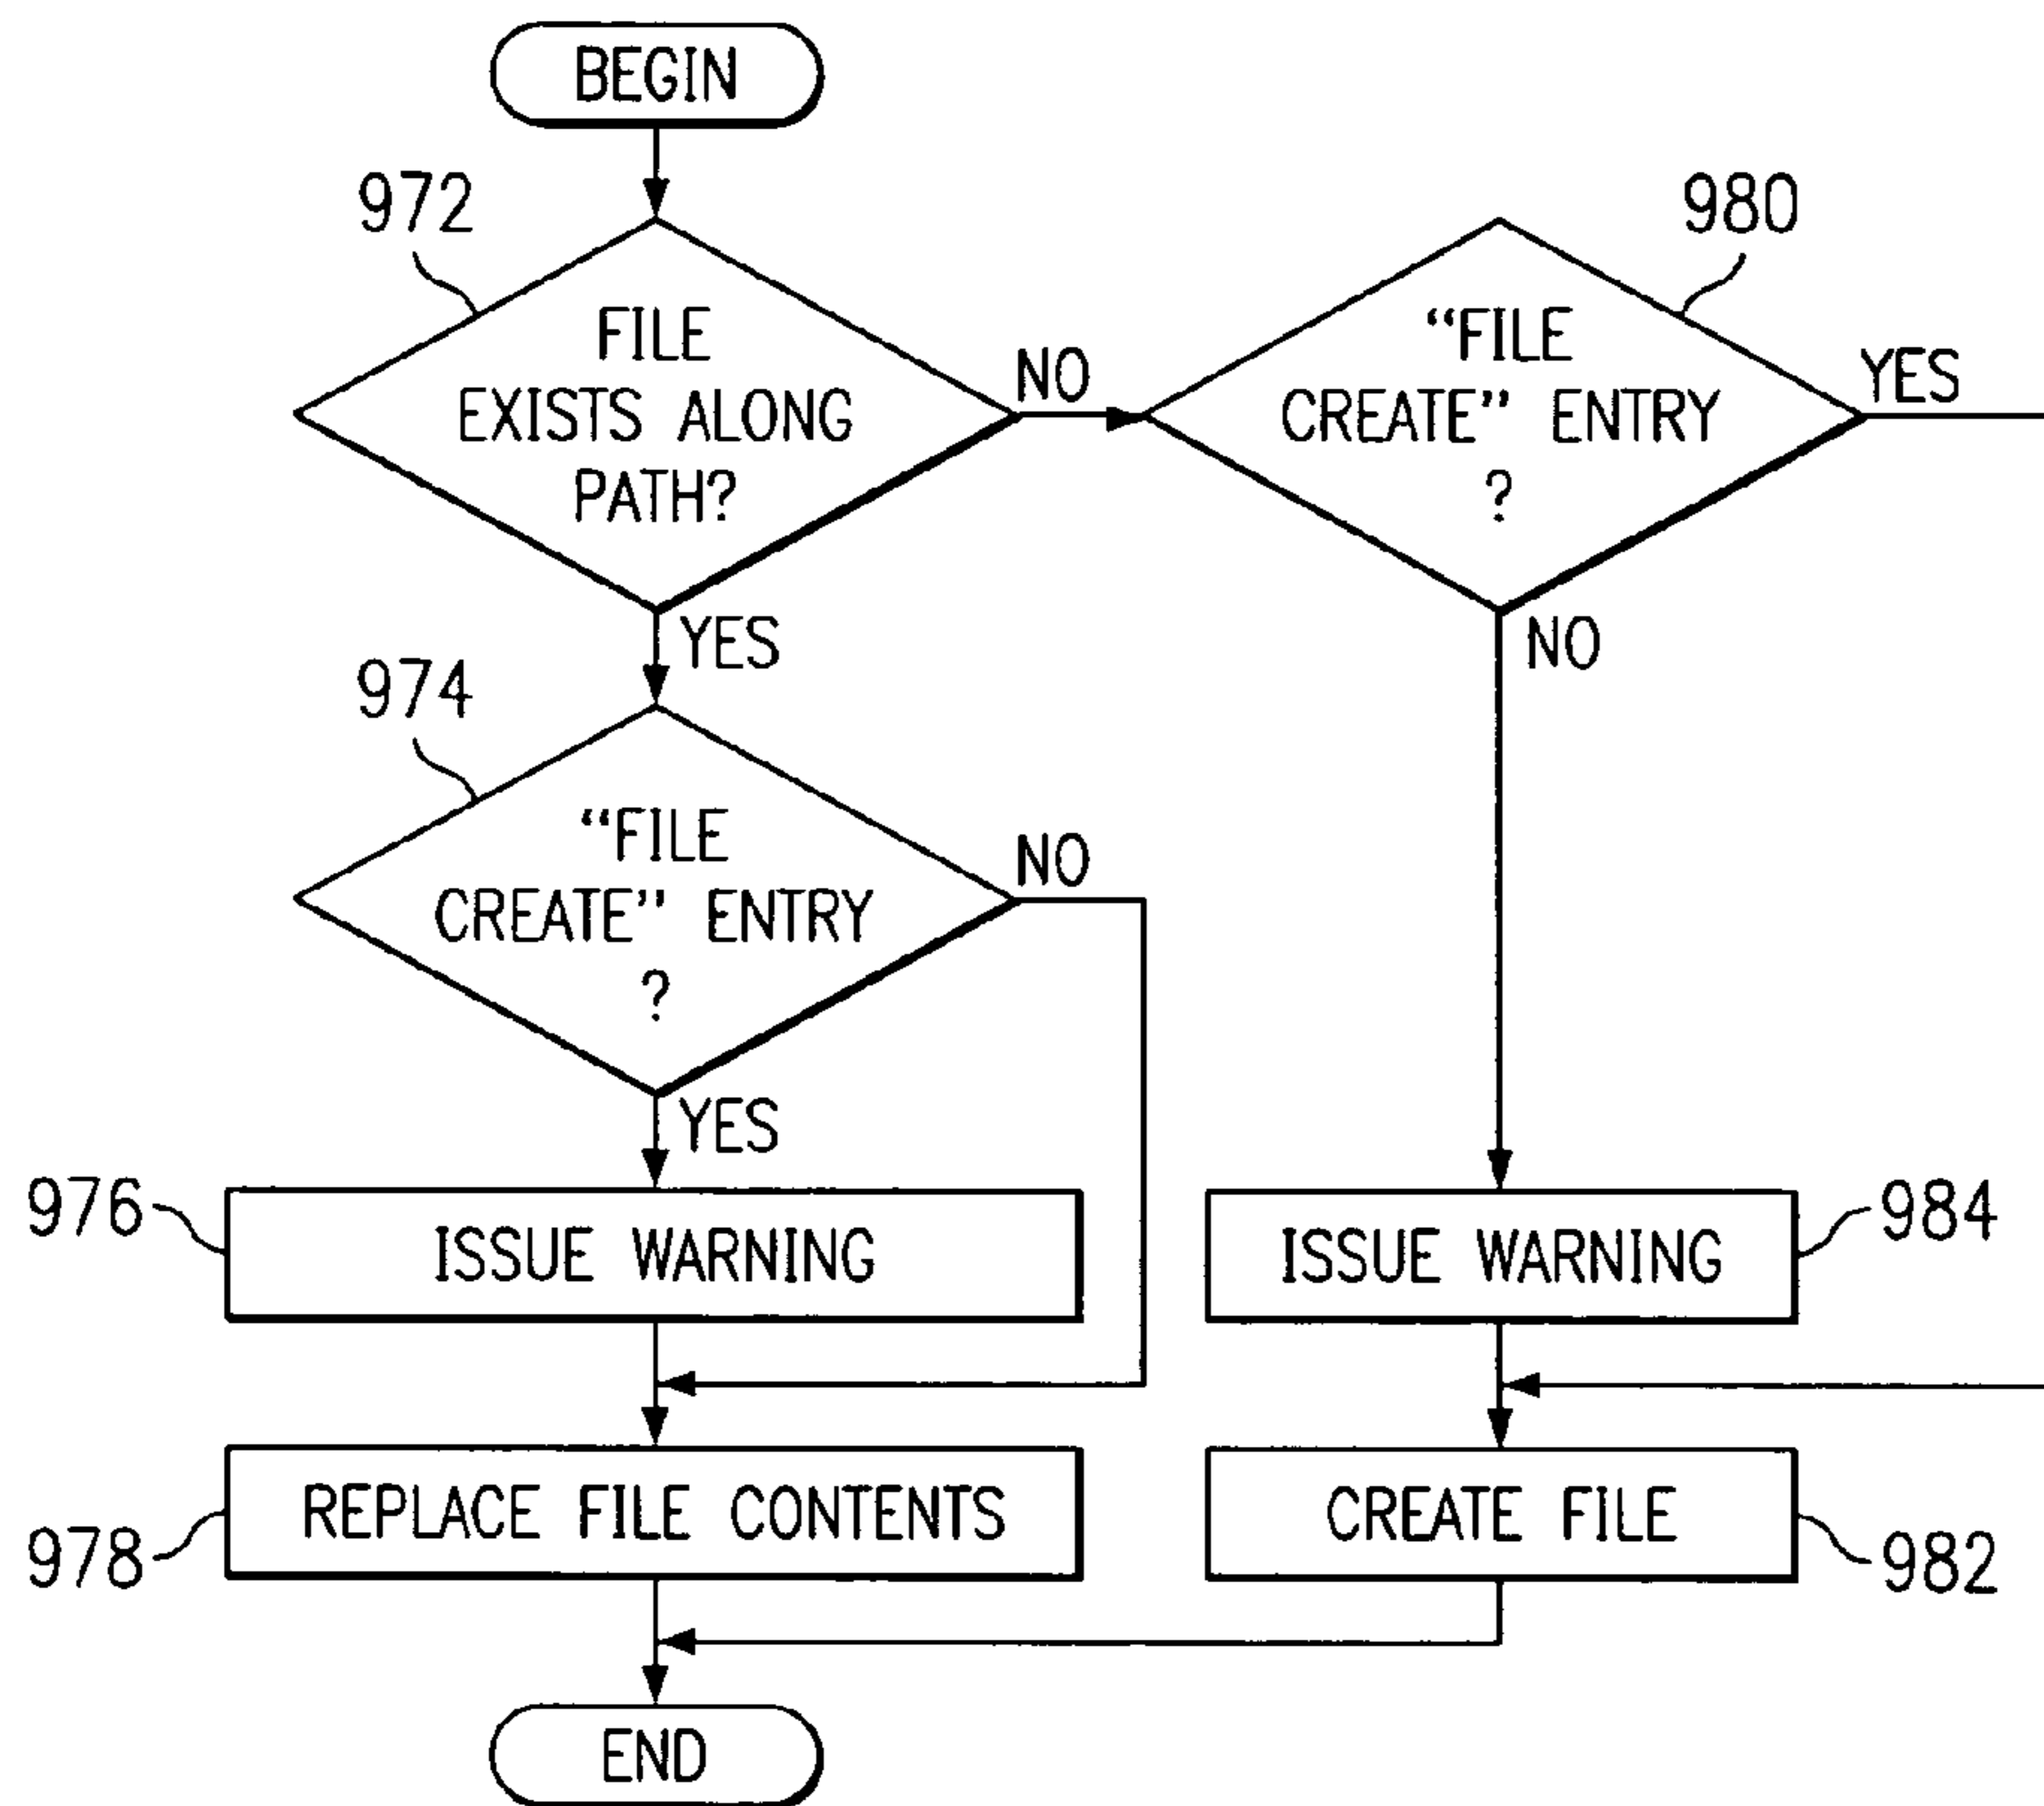 BEGIN
972
980
FILE
EXISTS ALONG
PATH?
NO
“FILE
CREATE” ENTRY
?
YES
YES
NO
974
“FILE
CREATE” ENTRY
?
NO
YES
976
ISSUE WARNING
ISSUE WARNING
984
REPLACE FILE CONTENTS
978
CREATE FILE
982
END